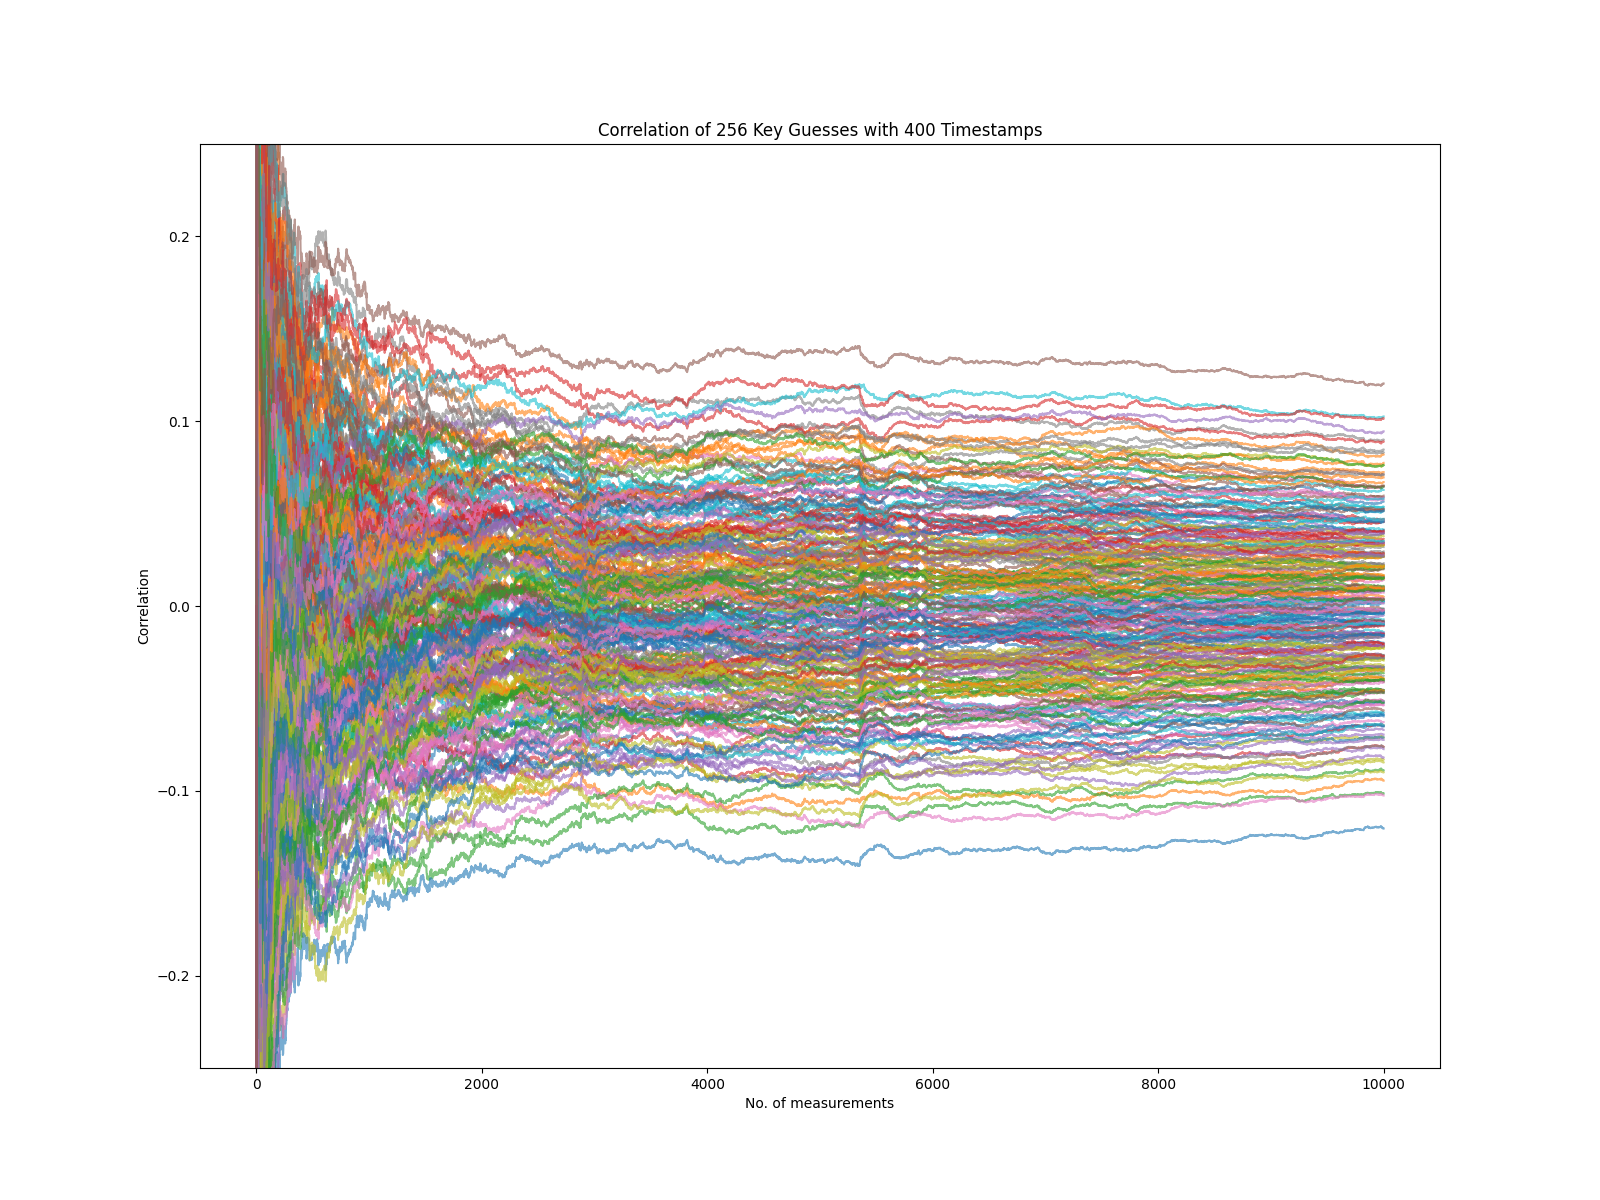 Correlation of 256 Key Guesses with 400 Timestamps
0.2
0.1
0.0
−0.1
−0.2
Correlation
0 2000 4000 6000 8000 10000
No. of measurements